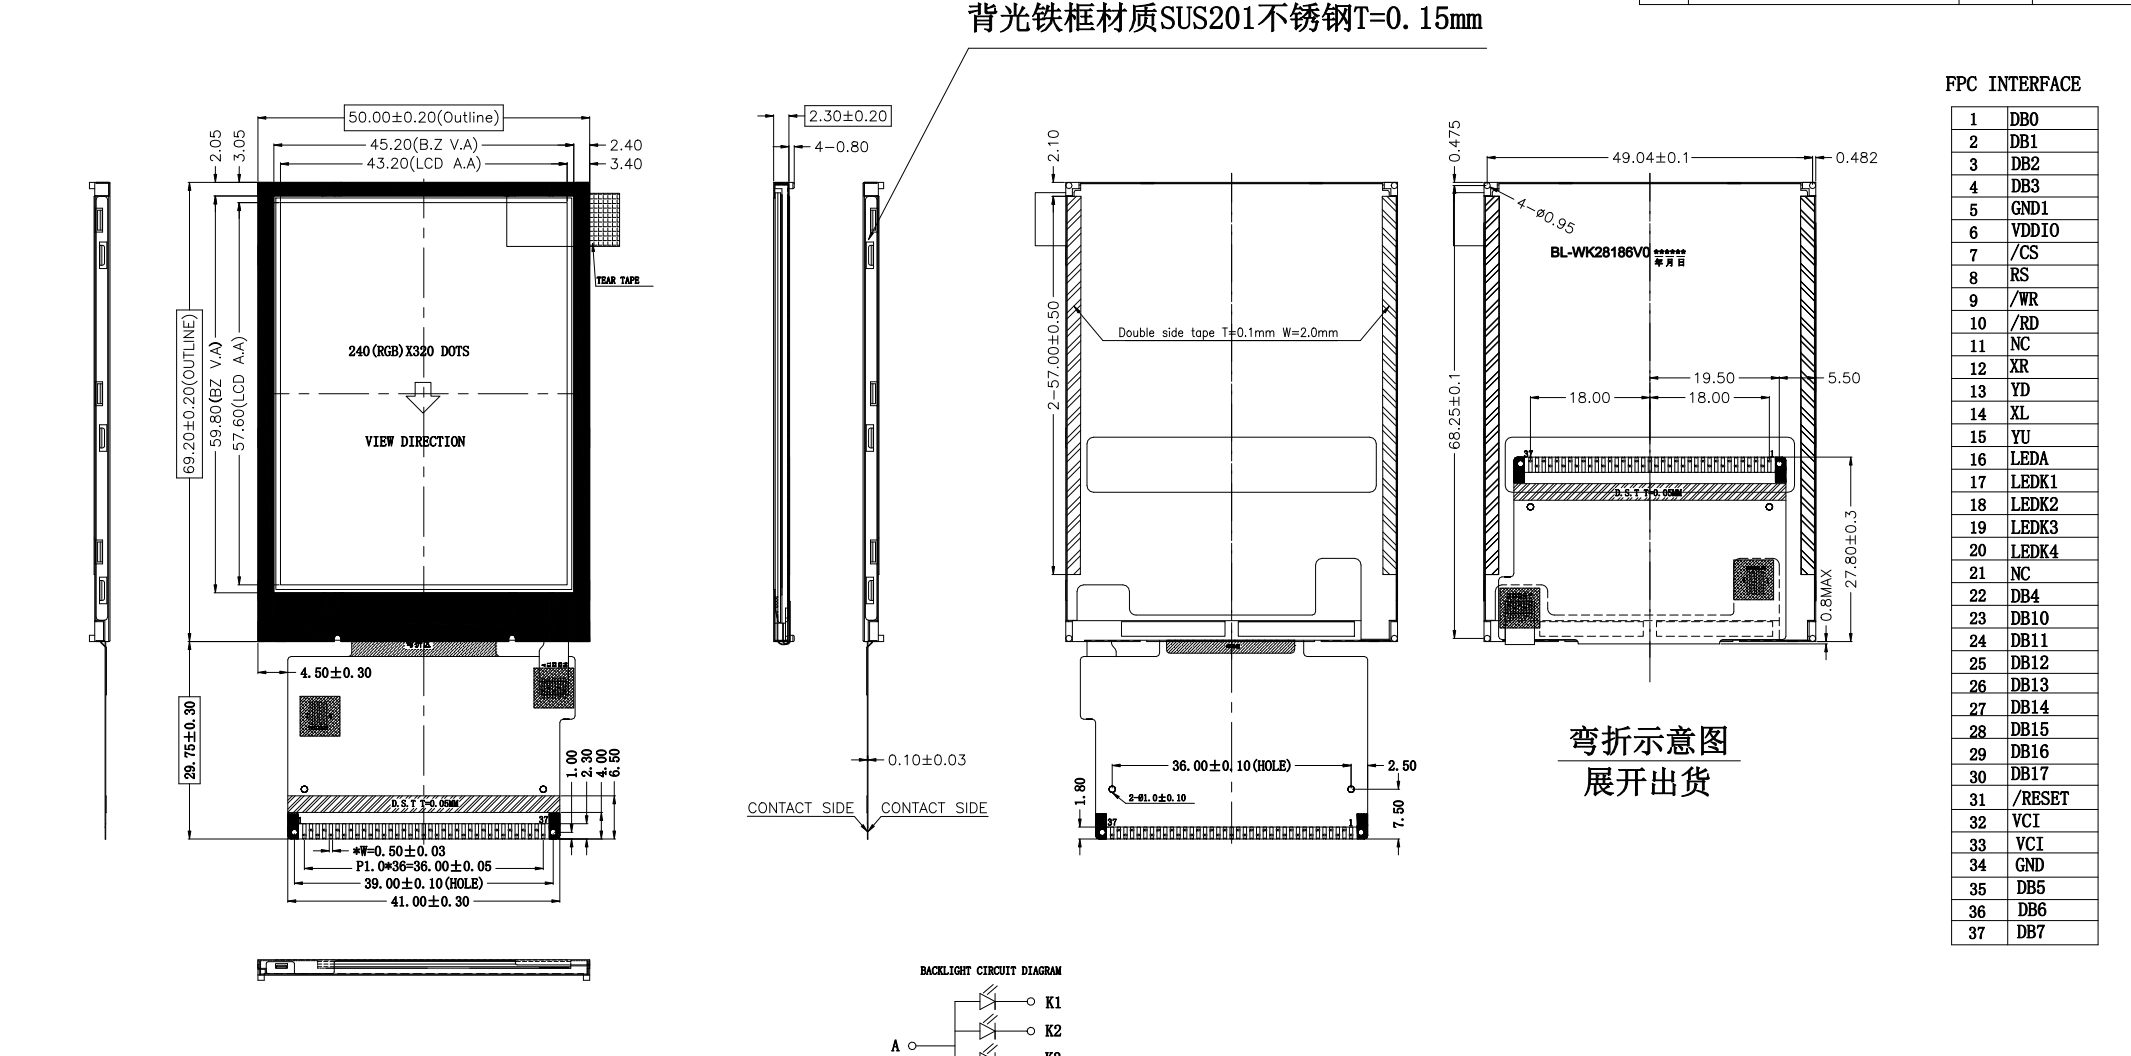 背光铁框材质SUS201不锈钢T=0.15mm
50.00±0.20(Outline)
45.20(B.Z V.A)
43.20(LCD A.A)
2.40
3.40
2.05
3.05
69.20±0.20(OUTLINE)
59.80(BZ V.A)
57.60(LCD A.A)
TEAR TAPE
240(RGB)X320 DOTS
VIEW DIRECTION
4.50±0.30
29.75±0.30
D.S.T T=0.05MM
1
37
1.00
2.30
4.00
6.50
*W=0.50±0.03
P1.0*36=36.00±0.05
39.00±0.10(HOLE)
41.00±0.30
2.30±0.20
4-0.80
0.10±0.03
CONTACT SIDE
CONTACT SIDE
2.10
2-57.00±0.50
Double side tape T=0.1mm W=2.0mm
36.00±0.10(HOLE)
2.50
2-Ø1.0±0.10
1.80
7.50
37
1
0.475
49.04±0.1
0.482
4-ø0.95
BL-WK28186V0 ******
年月日
68.25±0.1
19.50
5.50
18.00
18.00
37
1
D.S.T T=0.05MM
27.80±0.3
0.8MAX
弯折示意图
展开出货
FPC INTERFACE
1 DB0
2 DB1
3 DB2
4 DB3
5 GND1
6 VDDIO
7 /CS
8 RS
9 /WR
10 /RD
11 NC
12 XR
13 YD
14 XL
15 YU
16 LEDA
17 LEDK1
18 LEDK2
19 LEDK3
20 LEDK4
21 NC
22 DB4
23 DB10
24 DB11
25 DB12
26 DB13
27 DB14
28 DB15
29 DB16
30 DB17
31 /RESET
32 VCI
33 VCI
34 GND
35 DB5
36 DB6
37 DB7
BACKLIGHT CIRCUIT DIAGRAM
K1
K2
A